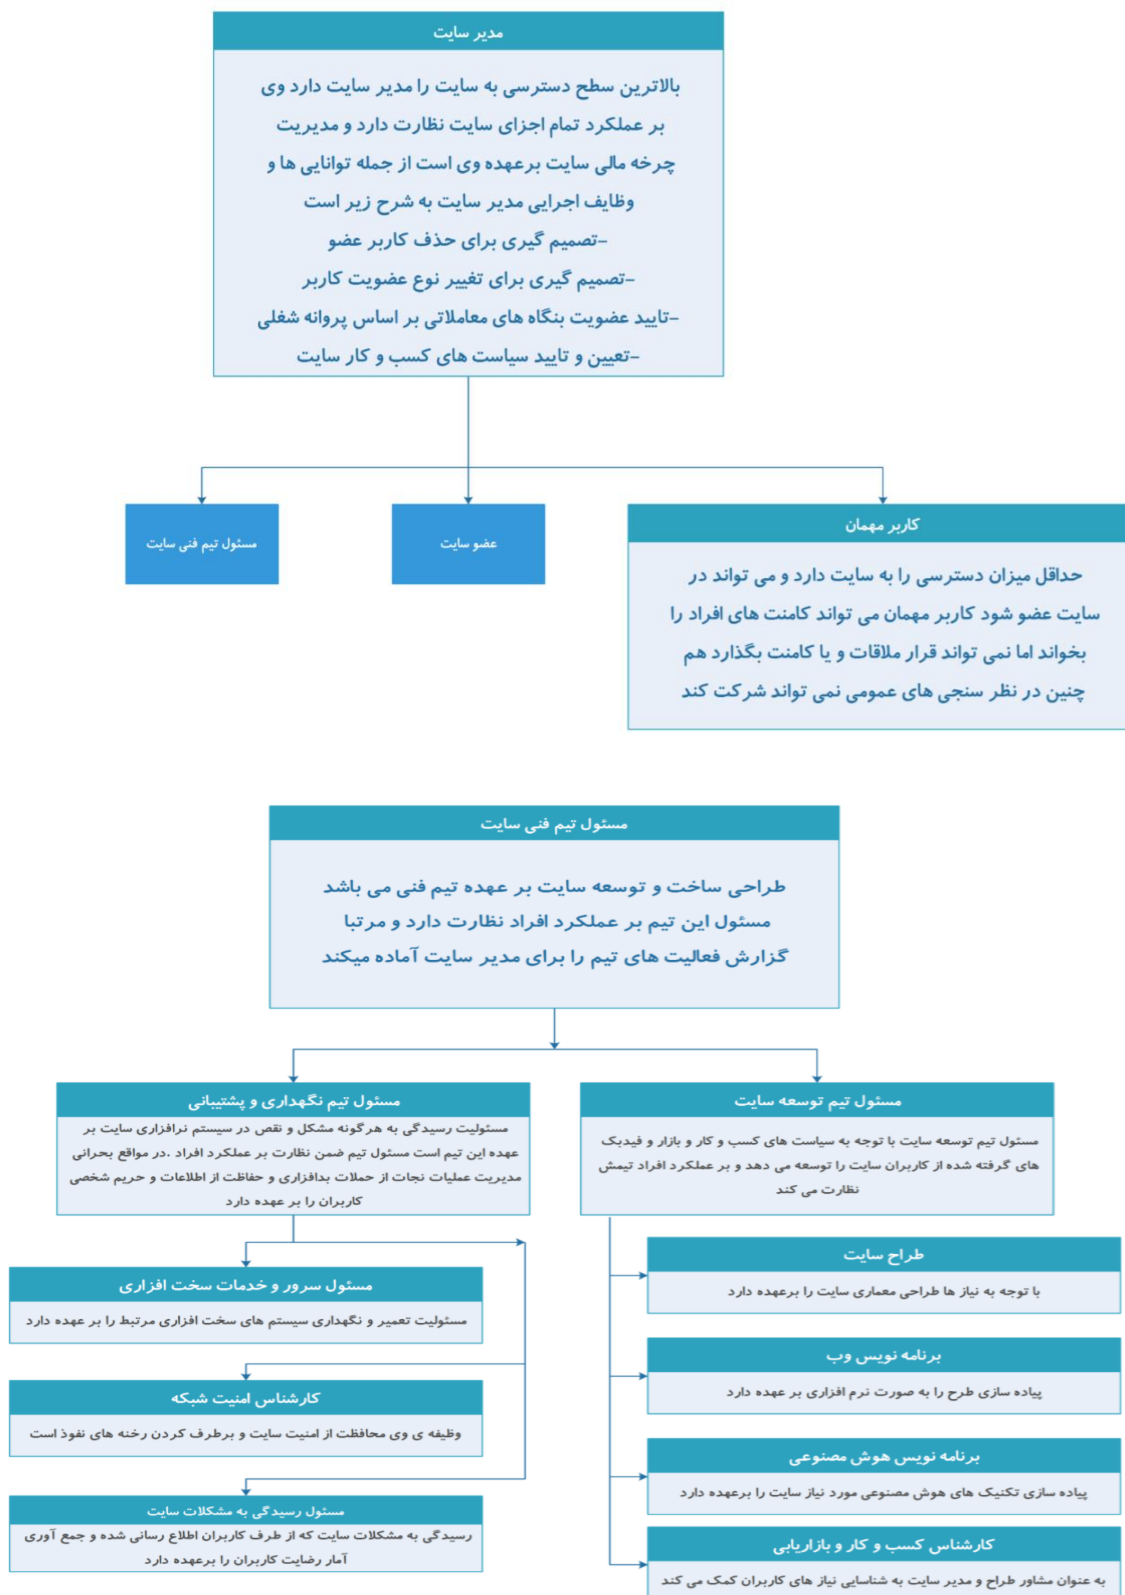 مدیر سایت
بالاترین سطح دسترسی به سایت را مدیر سایت دارد وی
بر عملکرد تمام اجزای سایت نظارت دارد و مدیریت
چرخه مالی سایت برعهده وی است از جمله توانایی ها و
وظایف اجرایی مدیر سایت به شرح زیر است
-تصمیم گیری برای حذف کاربر عضو
-تصمیم گیری برای تغییر نوع عضویت کاربر
-تایید عضویت بنگاه های معاملاتی بر اساس پروانه شغلی
-تعیین و تایید سیاست های کسب و کار سایت
کاربر مهمان
حداقل میزان دسترسی را به سایت دارد و می تواند در
سایت عضو شود کاربر مهمان می تواند کامنت های افراد را
بخواند اما نمی تواند قرار ملاقات و یا کامنت بگذارد هم
چنین در نظر سنجی های عمومی نمی تواند شرکت کند
عضو سایت
مسئول تیم فنی سایت
مسئول تیم فنی سایت
طراحی ساخت و توسعه سایت بر عهده تیم فنی می باشد
مسئول این تیم بر عملکرد افراد نظارت دارد و مرتبا
گزارش فعالیت های تیم را برای مدیر سایت آماده میکند
مسئول تیم توسعه سایت
مسئول تیم توسعه سایت با توجه به سیاست های کسب و کار و بازار و فیدبک
های گرفته شده از کاربران سایت را توسعه می دهد و بر عملکرد افراد تیمش
نظارت می کند
طراح سایت
با توجه به نیاز ها طراحی معماری سایت را برعهده دارد
برنامه نویس وب
پیاده سازی طرح را به صورت نرم افزاری بر عهده دارد
برنامه نویس هوش مصنوعی
پیاده سازی تکنیک های هوش مصنوعی مورد نیاز سایت را برعهده دارد
کارشناس کسب و کار و بازاریابی
به عنوان مشاور طراح و مدیر سایت به شناسایی نیاز های کاربران کمک می کند
مسئول تیم نگهداری و پشتیبانی
مسئولیت رسیدگی به هرگونه مشکل و نقص در سیستم نرافزاری سایت بر
عهده این تیم است مسئول تیم ضمن نظارت بر عملکرد افراد .در مواقع بحرانی
مدیریت عملیات نجات از حملات بدافزاری و حفاظت از اطلاعات و حریم شخصی
کاربران را بر عهده دارد
مسئول سرور و خدمات سخت افزاری
مسئولیت تعمیر و نگهداری سیستم های سخت افزاری مرتبط را بر عهده دارد
کارشناس امنیت شبکه
وظیفه ی وی محافظت از امنیت سایت و برطرف کردن رخنه های نفوذ است
مسئول رسیدگی به مشکلات سایت
رسیدگی به مشکلات سایت که از طرف کاربران اطلاع رسانی شده و جمع آوری
آمار رضایت کاربران را برعهده دارد